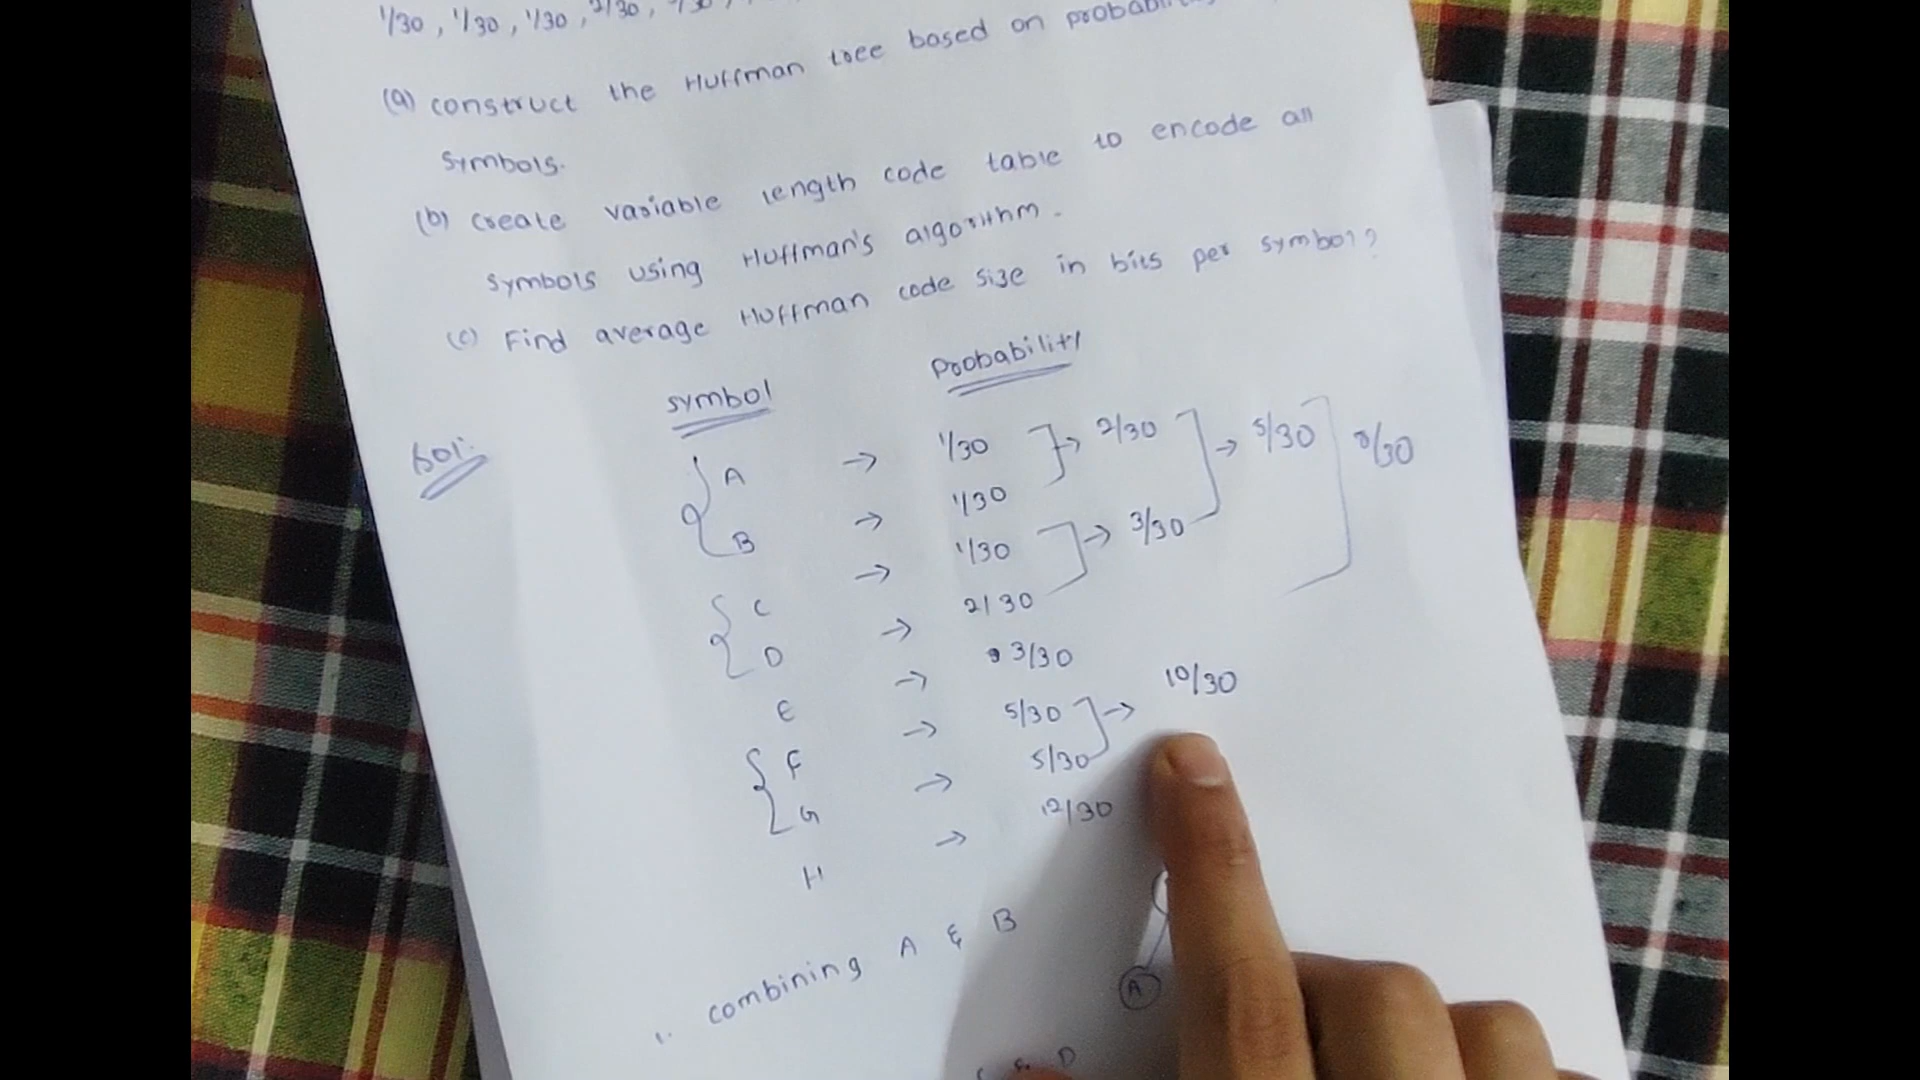 1/30, 1/30, 1/30, 2/30,
(a) construct the Huffman tree based on
symbols.
(b) create variable length code table to encode all
symbols using Huffman's algorithm.
(c) Find average Huffman code size in bits per symbol?
symbol Probability
Sol:
A → 1/30 → 2/30 → 5/30 8/30
B → 1/30
C → 1/30 → 3/30
D → 2/30
E → 3/30
F → 5/30 → 10/30
G → 5/30
H → 12/30
1. combining A & B
A
& D